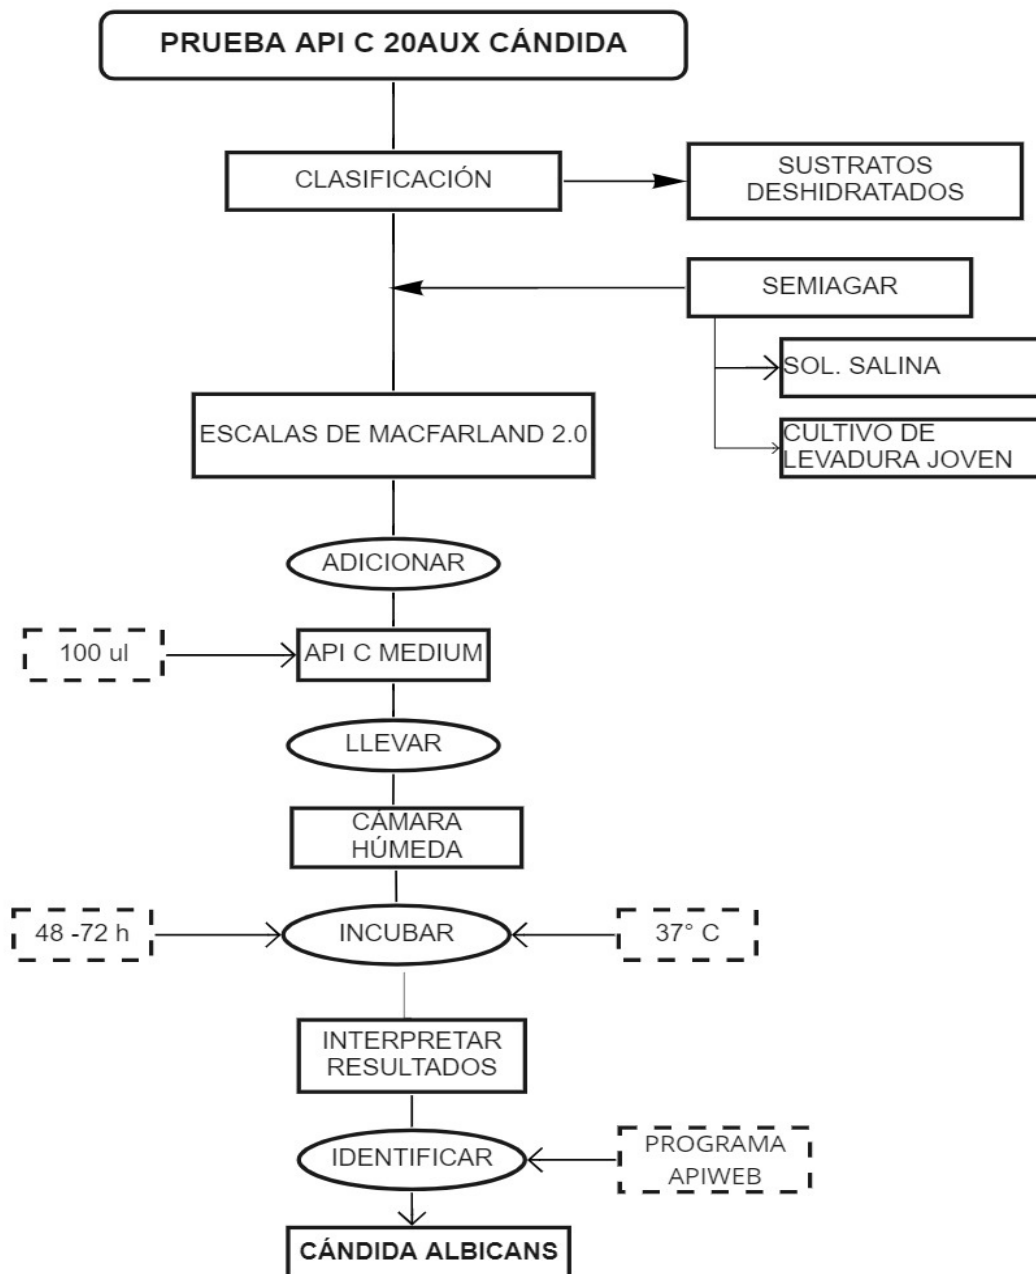 PRUEBA API C 20AUX CÁNDIDA
CLASIFICACIÓN
SUSTRATOS
DESHIDRATADOS
SEMIAGAR
SOL. SALINA
CULTIVO DE
LEVADURA JOVEN
ESCALAS DE MACFARLAND 2.0
ADICIONAR
100 ul
API C MEDIUM
LLEVAR
CÁMARA
HÚMEDA
48 -72 h
INCUBAR
37° C
INTERPRETAR
RESULTADOS
IDENTIFICAR
PROGRAMA
APIWEB
CÁNDIDA ALBICANS